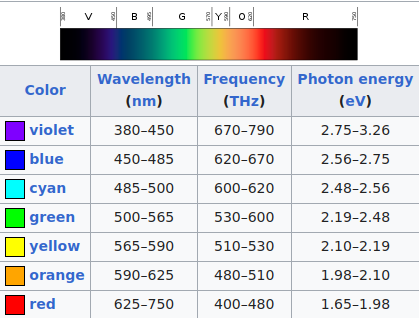 380 V 450 B 495 G 570 Y 590 O 620 R 750
Color Wavelength (nm) Frequency (THz) Photon energy (eV)
violet 380–450 670–790 2.75–3.26
blue 450–485 620–670 2.56–2.75
cyan 485–500 600–620 2.48–2.56
green 500–565 530–600 2.19–2.48
yellow 565–590 510–530 2.10–2.19
orange 590–625 480–510 1.98–2.10
red 625–750 400–480 1.65–1.98